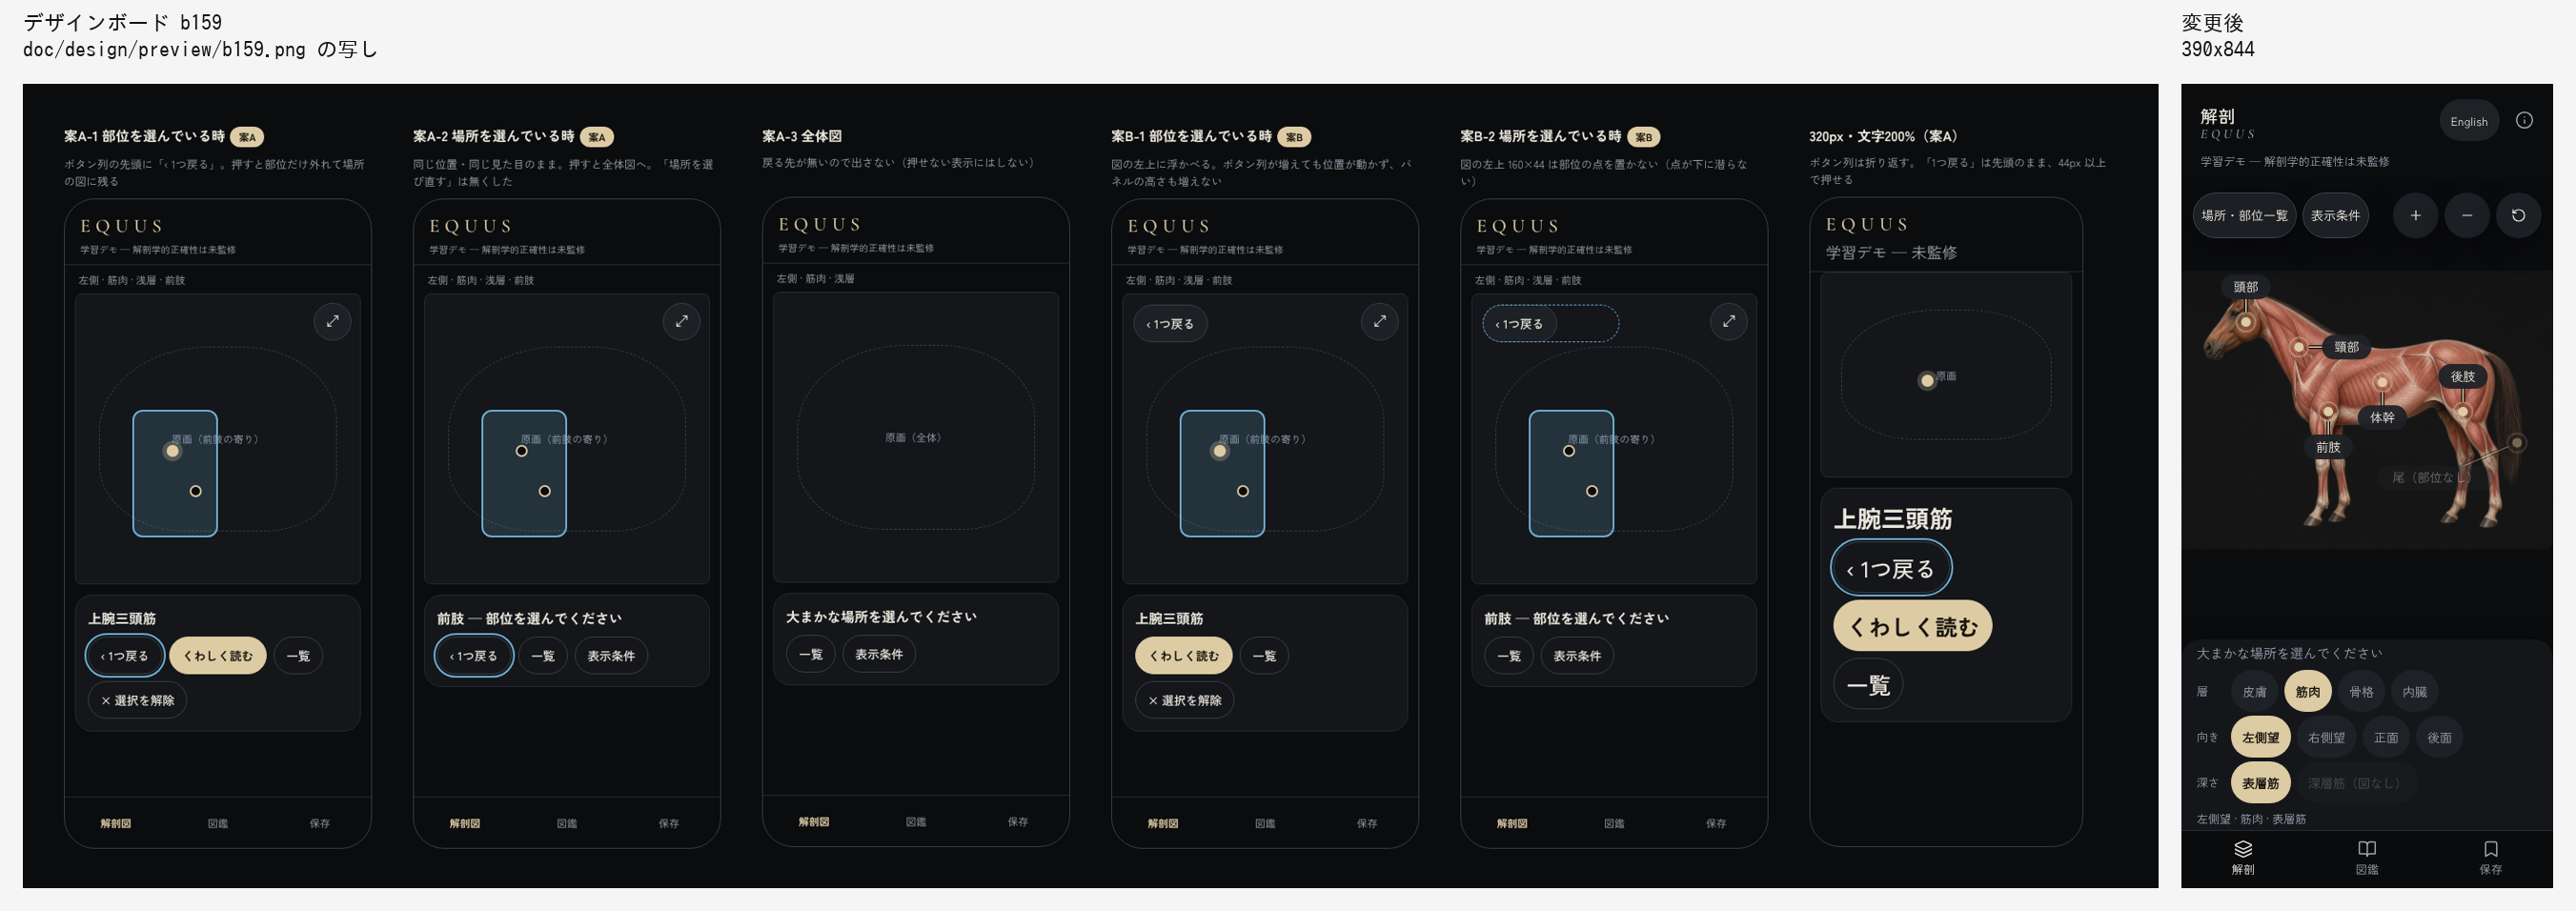 デザインボード b159
doc/design/preview/b159.png の写し
案A-1 部位を選んでいる時 案A
ボタン列の先頭に「‹ 1つ戻る」。押すと部位だけ外れて場所
の図に残る
EQUUS
学習デモ — 解剖学的正確性は未監修
左側 · 筋肉 · 浅層 · 前肢
原画（前肢の寄り）
上腕三頭筋
‹ 1つ戻る
くわしく読む
一覧
× 選択を解除
解剖図
図鑑
保存
案A-2 場所を選んでいる時 案A
同じ位置・同じ見た目のまま。押すと全体図へ。「場所を選
び直す」は無くした
EQUUS
学習デモ — 解剖学的正確性は未監修
左側 · 筋肉 · 浅層 · 前肢
原画（前肢の寄り）
前肢 — 部位を選んでください
‹ 1つ戻る
一覧
表示条件
解剖図
図鑑
保存
案A-3 全体図
戻る先が無いので出さない（押せない表示にはしない）
EQUUS
学習デモ — 解剖学的正確性は未監修
左側 · 筋肉 · 浅層
原画（全体）
大まかな場所を選んでください
一覧
表示条件
解剖図
図鑑
保存
案B-1 部位を選んでいる時 案B
図の左上に浮かべる。ボタン列が増えても位置が動かず、パ
ネルの高さも増えない
EQUUS
学習デモ — 解剖学的正確性は未監修
左側 · 筋肉 · 浅層 · 前肢
‹ 1つ戻る
原画（前肢の寄り）
上腕三頭筋
くわしく読む
一覧
× 選択を解除
解剖図
図鑑
保存
案B-2 場所を選んでいる時 案B
図の左上 160×44 は部位の点を置かない（点が下に潜らな
い）
EQUUS
学習デモ — 解剖学的正確性は未監修
左側 · 筋肉 · 浅層 · 前肢
‹ 1つ戻る
原画（前肢の寄り）
前肢 — 部位を選んでください
一覧
表示条件
解剖図
図鑑
保存
320px・文字200%（案A）
ボタン列は折り返す。「1つ戻る」は先頭のまま、44px 以上
で押せる
EQUUS
学習デモ — 未監修
原画
上腕三頭筋
‹ 1つ戻る
くわしく読む
一覧
変更後
390x844
解剖
EQUUS
English
学習デモ — 解剖学的正確性は未監修
場所・部位一覧
表示条件
頭部
頸部
後肢
体幹
前肢
尾（部位なし）
大まかな場所を選んでください
層 皮膚 筋肉 骨格 内臓
向き 左側望 右側望 正面 後面
深さ 表層筋 深層筋（図なし）
左側望 · 筋肉 · 表層筋
解剖
図鑑
保存